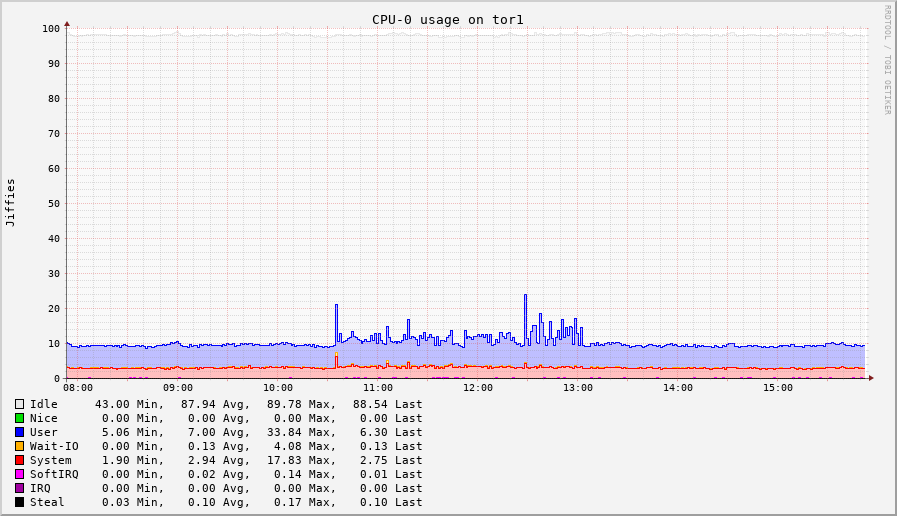 CPU-0 usage on tor1
RRDTOOL / TOBI OETIKER
Jiffies
100
90
80
70
60
50
40
30
20
10
0
08:00 09:00 10:00 11:00 12:00 13:00 14:00 15:00
Idle 43.00 Min, 87.94 Avg, 89.78 Max, 88.54 Last
Nice 0.00 Min, 0.00 Avg, 0.00 Max, 0.00 Last
User 5.06 Min, 7.00 Avg, 33.84 Max, 6.30 Last
Wait-IO 0.00 Min, 0.13 Avg, 4.08 Max, 0.13 Last
System 1.90 Min, 2.94 Avg, 17.83 Max, 2.75 Last
SoftIRQ 0.00 Min, 0.02 Avg, 0.14 Max, 0.01 Last
IRQ 0.00 Min, 0.00 Avg, 0.00 Max, 0.00 Last
Steal 0.03 Min, 0.10 Avg, 0.17 Max, 0.10 Last